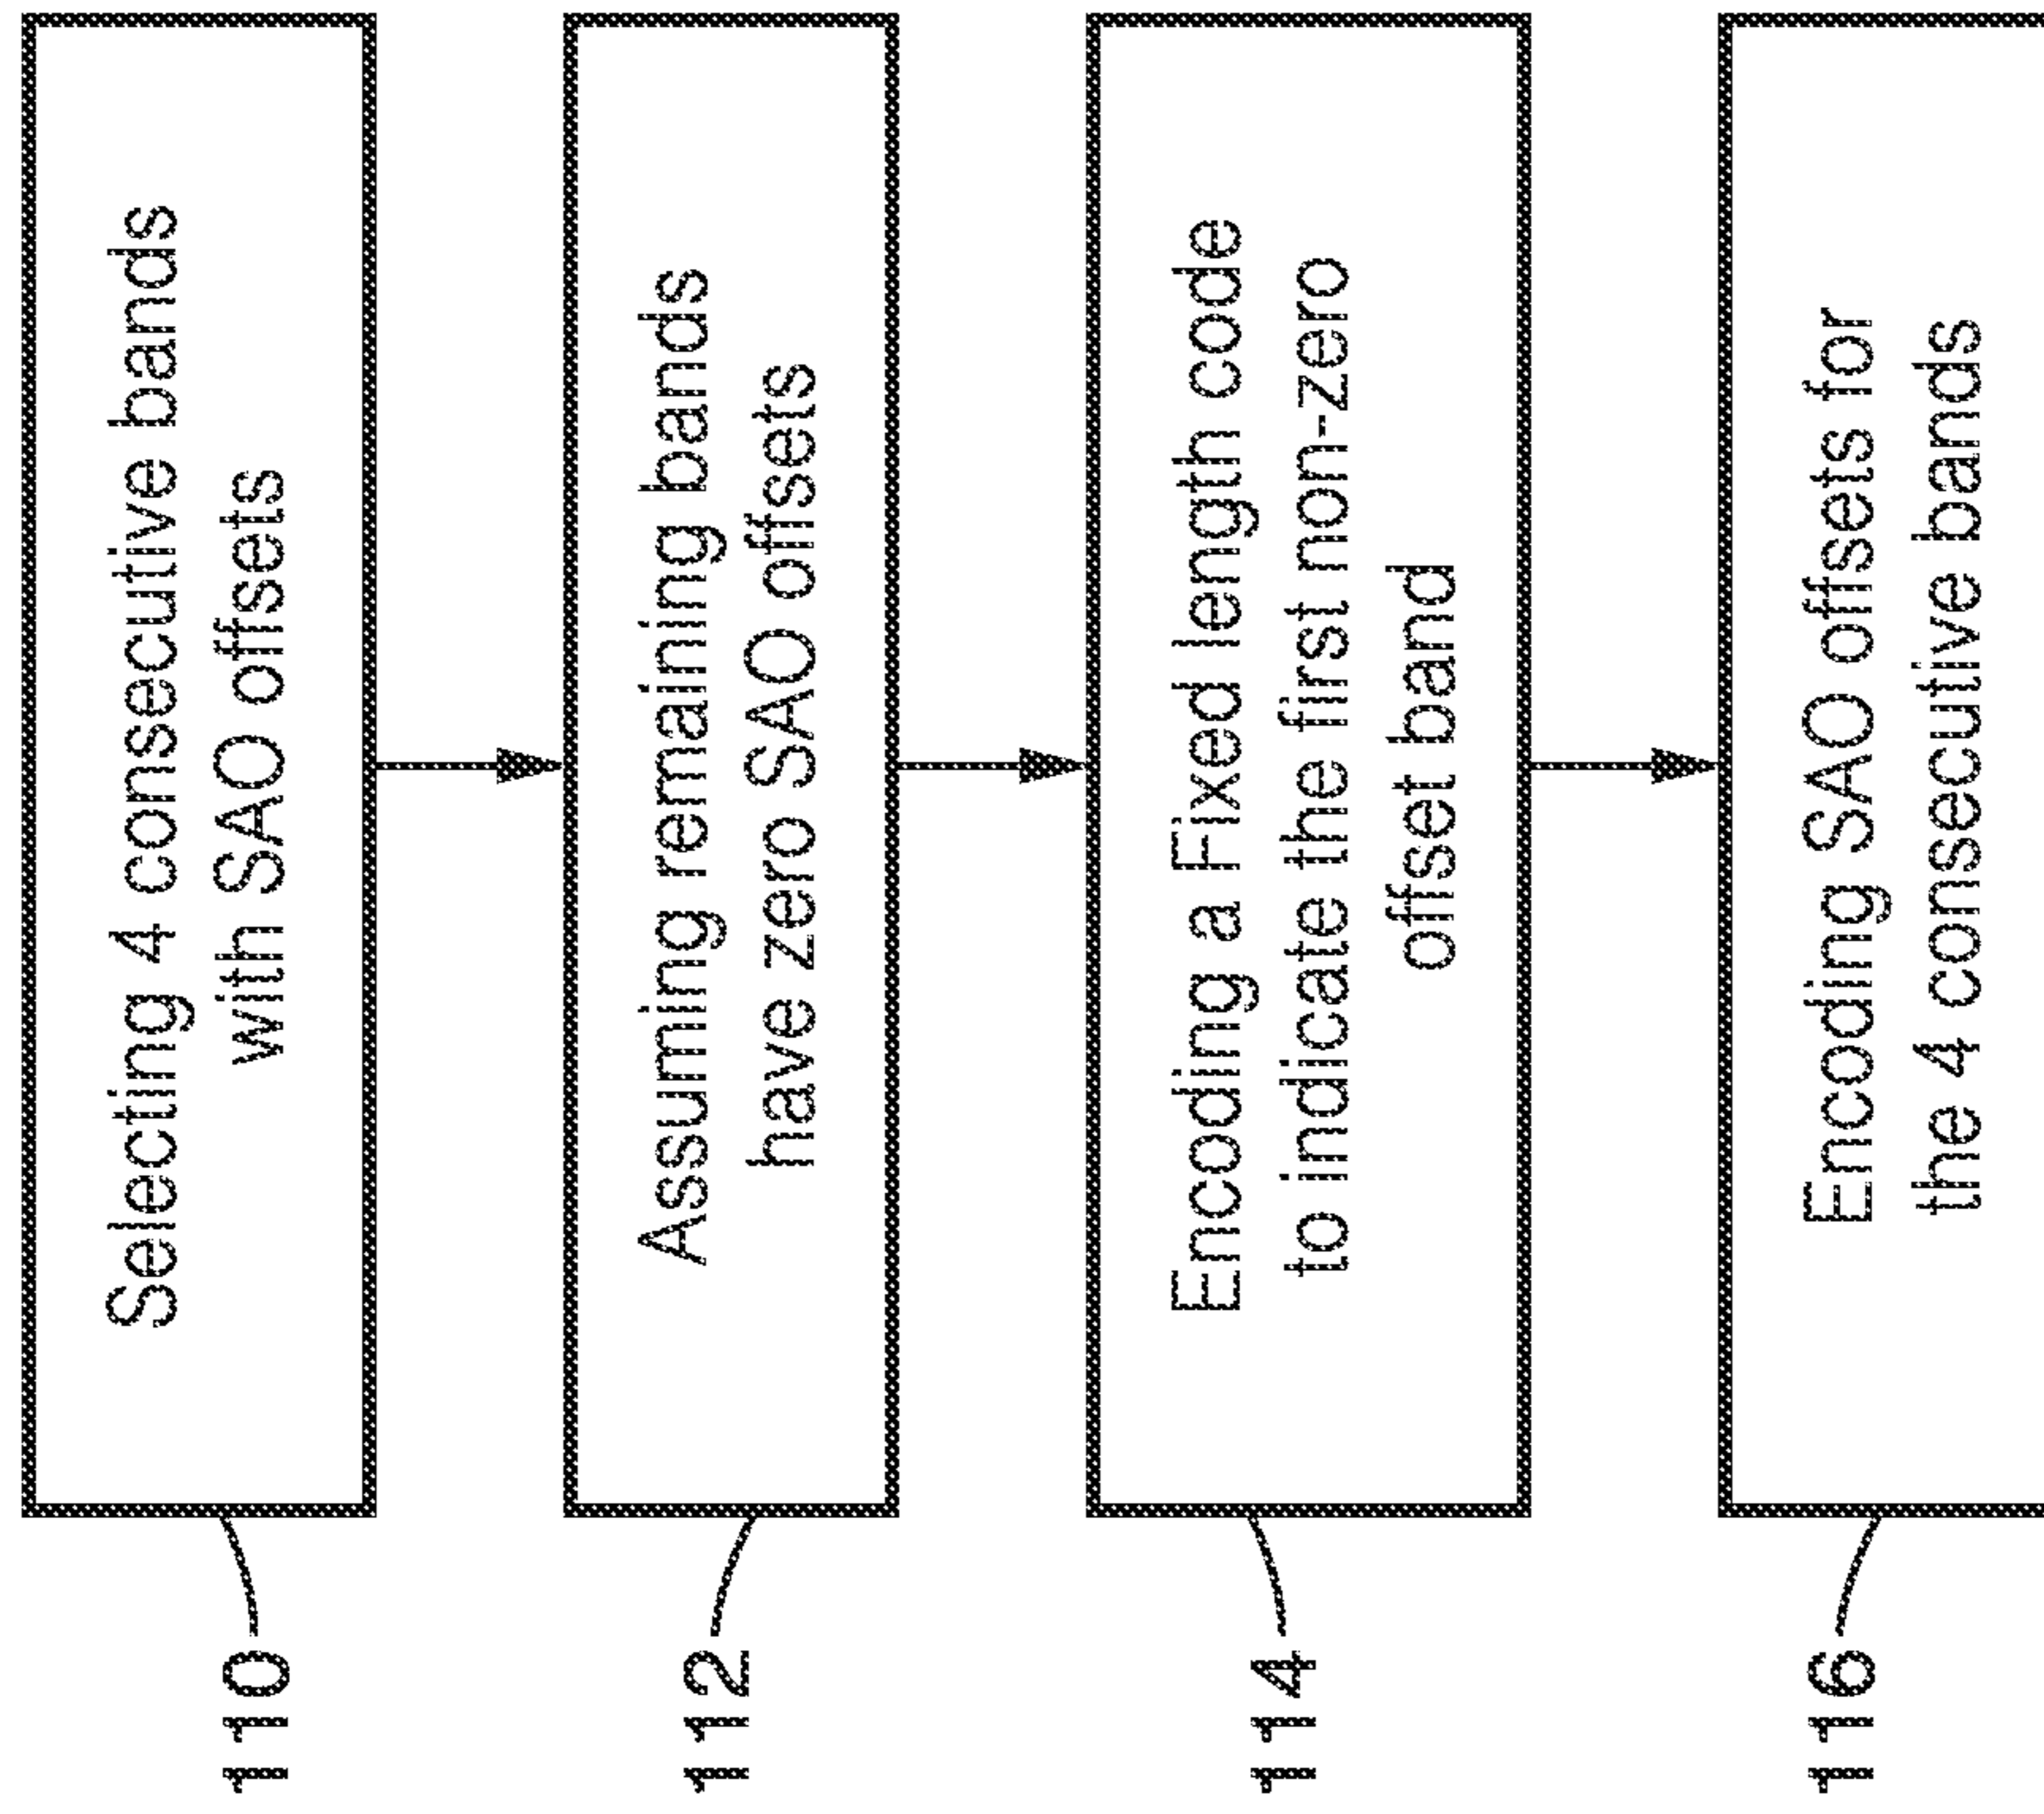 110
Selecting 4 consecutive bands
with SAO offsets
112
Assuming remaining bands
have zero SAO offsets
114
Encoding a Fixed length code
to indicate the first non-zero
offset band
116
Encoding SAO offsets for
the 4 consecutive bands